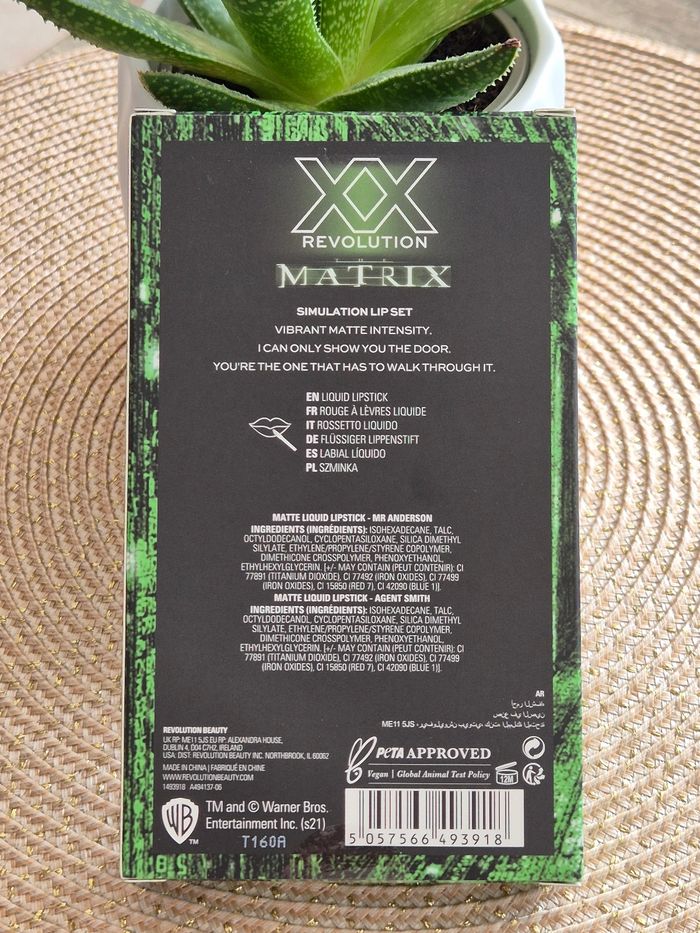 XX
REVOLUTION
THE
MATRIX
SIMULATION LIP SET
VIBRANT MATTE INTENSITY.
I CAN ONLY SHOW YOU THE DOOR.
YOU'RE THE ONE THAT HAS TO WALK THROUGH IT.
EN LIQUID LIPSTICK
FR ROUGE À LÈVRES LIQUIDE
IT ROSSETTO LIQUIDO
DE FLÜSSIGER LIPPENSTIFT
ES LABIAL LÍQUIDO
PL SZMINKA
MATTE LIQUID LIPSTICK - MR ANDERSON
INGREDIENTS (INGRÉDIENTS): ISOHEXADECANE, TALC,
OCTYLDODECANOL, CYCLOPENTASILOXANE, SILICA DIMETHYL
SILYLATE, ETHYLENE/PROPYLENE/STYRENE COPOLYMER,
DIMETHICONE CROSSPOLYMER, PHENOXYETHANOL,
ETHYLHEXYLGLYCERIN. [+/- MAY CONTAIN (PEUT CONTENIR): CI
77891 (TITANIUM DIOXIDE), CI 77492 (IRON OXIDES), CI 77499
(IRON OXIDES), CI 15850 (RED 7), CI 42090 (BLUE 1)].
MATTE LIQUID LIPSTICK - AGENT SMITH
INGREDIENTS (INGRÉDIENTS): ISOHEXADECANE, TALC,
OCTYLDODECANOL, CYCLOPENTASILOXANE, SILICA DIMETHYL
SILYLATE, ETHYLENE/PROPYLENE/STYRENE COPOLYMER,
DIMETHICONE CROSSPOLYMER, PHENOXYETHANOL,
ETHYLHEXYLGLYCERIN. [+/- MAY CONTAIN (PEUT CONTENIR): CI
77891 (TITANIUM DIOXIDE), CI 77492 (IRON OXIDES), CI 77499
(IRON OXIDES), CI 15850 (RED 7), CI 42090 (BLUE 1)].
AR
ME11 5JS
REVOLUTION BEAUTY
UK RP: ME11 5JS EU RP: ALEXANDRA HOUSE,
DUBLIN 4, D04 C7H2, IRELAND
USA: DIST: REVOLUTION BEAUTY INC. NORTHBROOK, IL 60062
MADE IN CHINA | FABRIQUÉ EN CHINE
WWW.REVOLUTIONBEAUTY.COM
1493918 A494137-06
PETA APPROVED
Vegan | Global Animal Test Policy
12M
WB
TM and © Warner Bros.
Entertainment Inc. (s21)
T160A
5 057566 493918